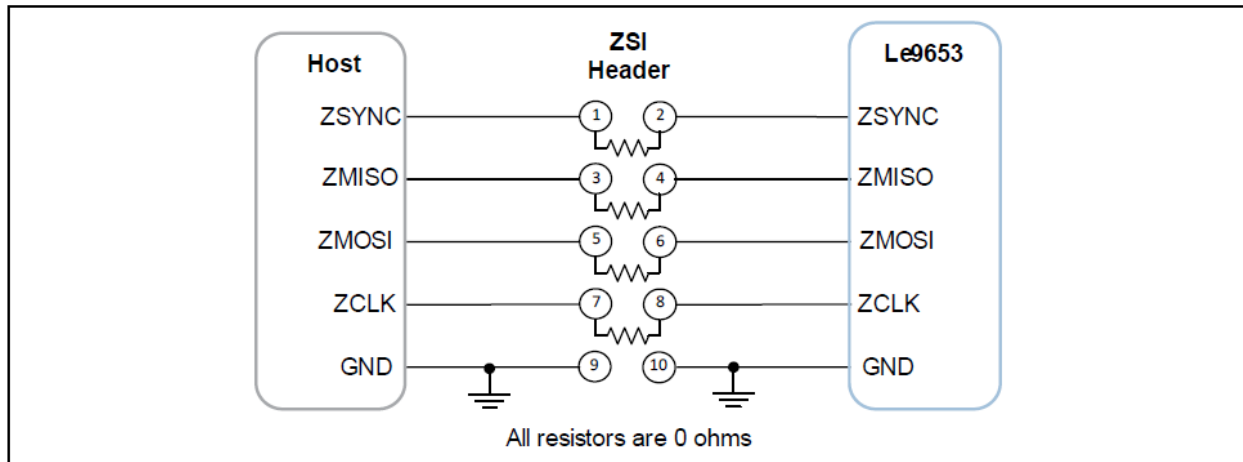 Host
ZSI
Header
Le9653
ZSYNC 1 2 ZSYNC
ZMISO 3 4 ZMISO
ZMOSI 5 6 ZMOSI
ZCLK 7 8 ZCLK
GND 9 10 GND
All resistors are 0 ohms